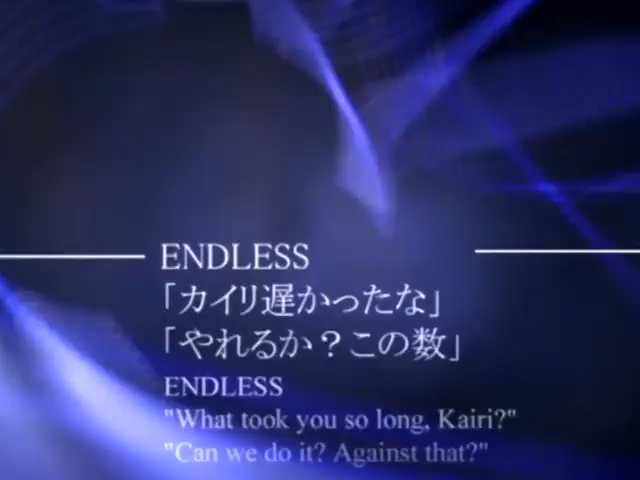 ENDLESS
「カイリ遅かったな」
「やれるか？この数」
ENDLESS
"What took you so long, Kairi?"
"Can we do it? Against that?"